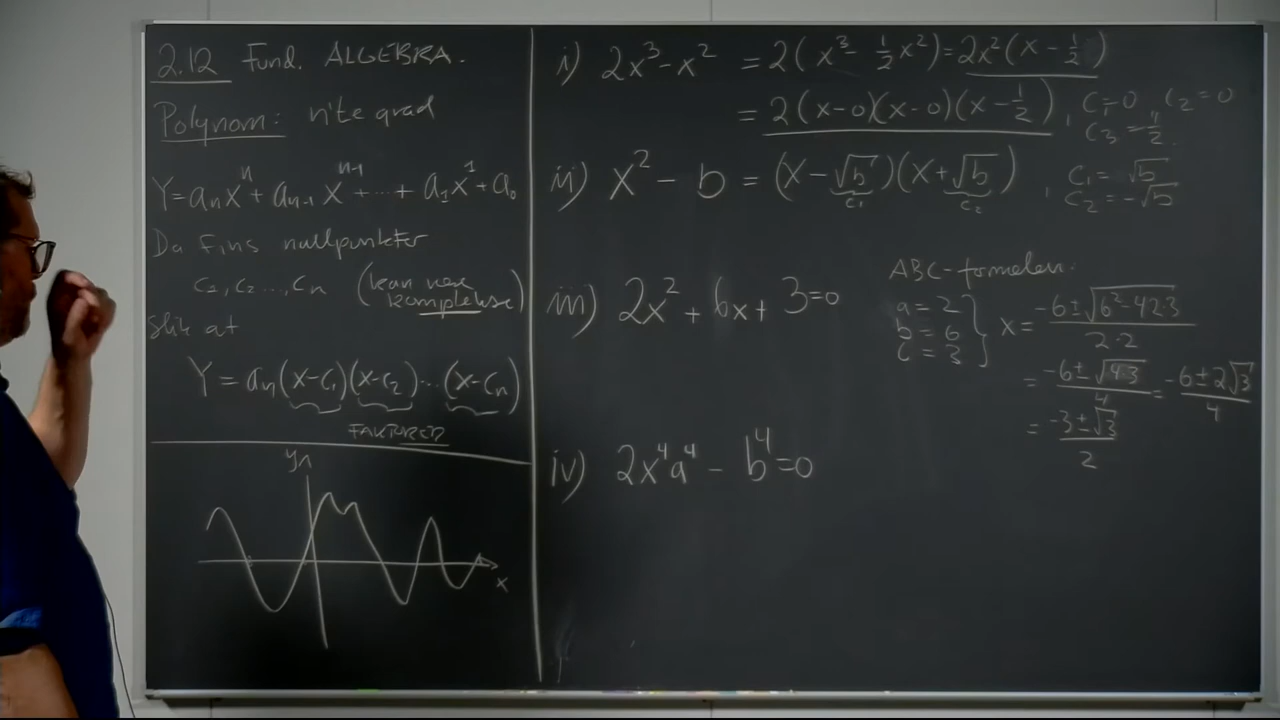 2.12 Fund. ALGEBRA.
Polynom: n'te grad
Y = aₙxⁿ + aₙ₋₁xⁿ⁻¹ + ... + a₁x¹ + a₀
Da fins nullpunkter
c₁, c₂ ..., cₙ (kan være komplekse)
Slik at
Y = aₙ(x-c₁)(x-c₂)...(x-cₙ)
FAKTORED
y
x
i) 2x³-x² = 2(x³ - ½x²) = 2x²(x - ½)
= 2(x-0)(x-0)(x-½), c₁=0, c₂=0
c₃ = ½
ii) x² - b = (x-√b)(x+√b), c₁ = √b
c₁ c₂ c₂ = -√b
iii) 2x² + 6x + 3 = 0
ABC-formelen:
a = 2
b = 6
c = 3
x = (-6 ± √(6²-4·2·3)) / (2·2)
= (-6 ± √(4·3)) / 4 = (-6 ± 2√3) / 4
= (-3 ± √3) / 2
iv) 2x⁴a⁴ - b⁴ = 0